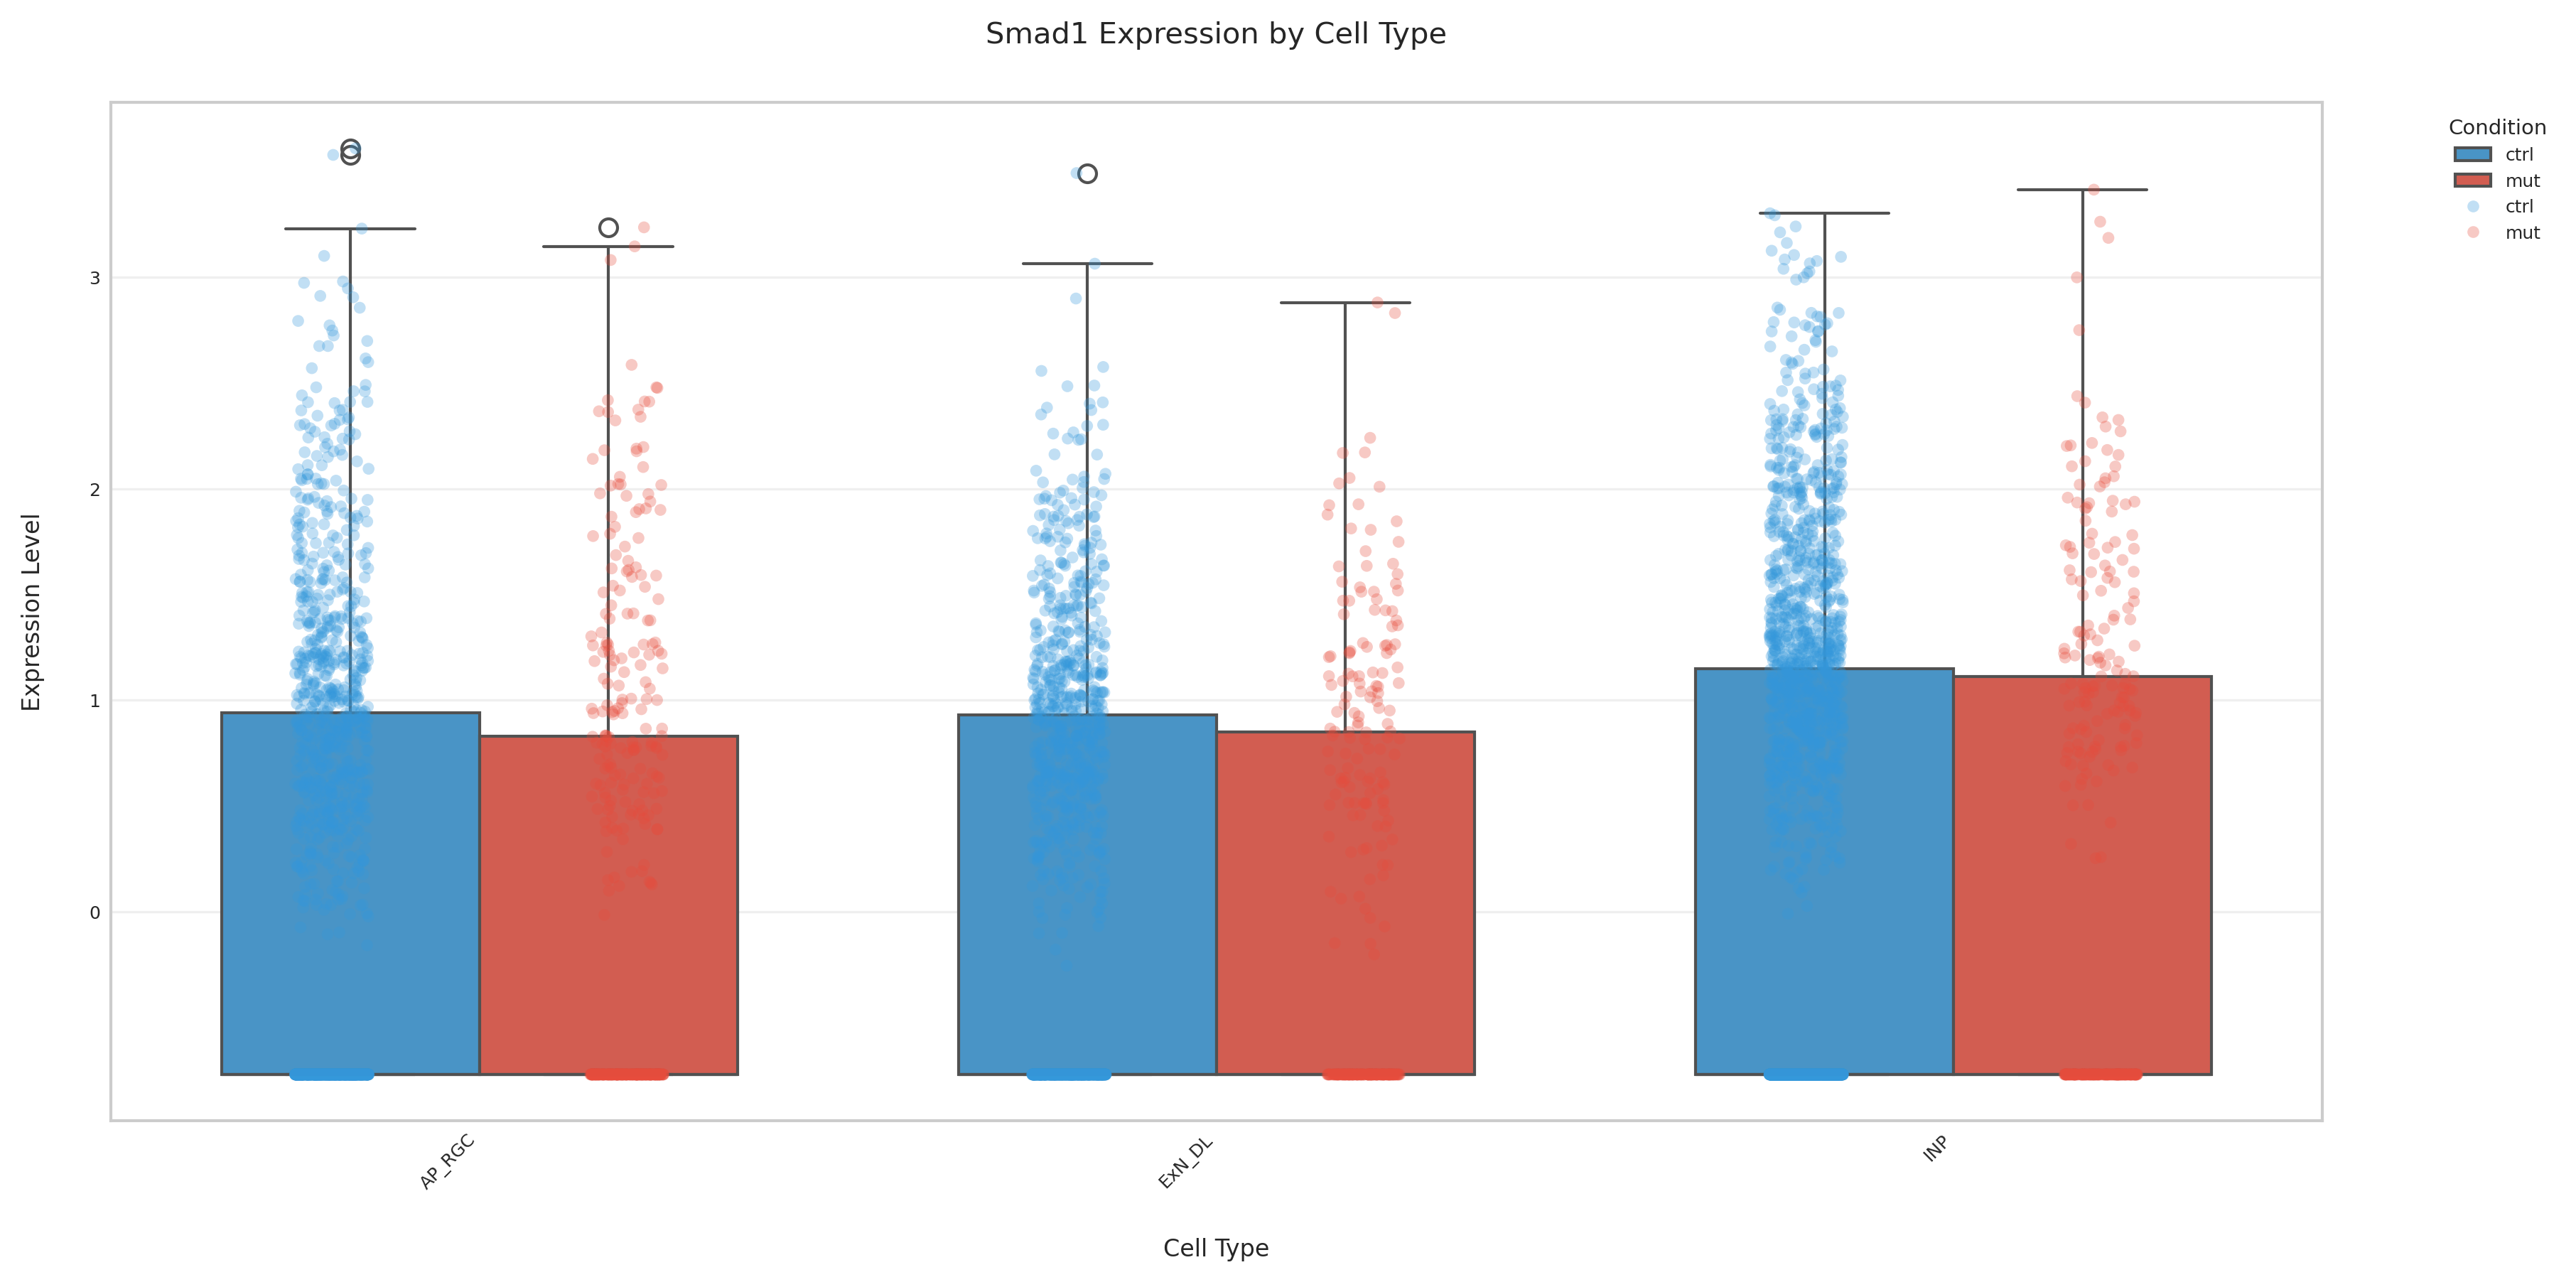 Smad1 Expression by Cell Type
Condition
ctrl
mut
ctrl
mut
Expression Level
3
2
1
0
AP_RGC
ExN_DL
INP
Cell Type